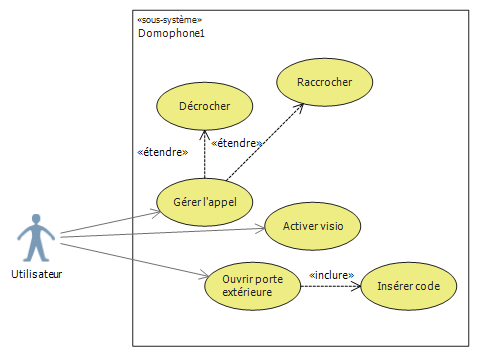 «sous-système»
Domophone1
Raccrocher
Décrocher
«étendre»
«étendre»
Gérer l'appel
Activer visio
Utilisateur
Ouvrir porte
extérieure
«inclure»
Insérer code